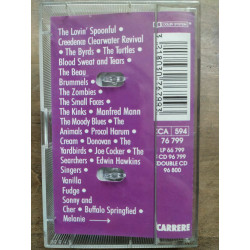 The Lovin' Spoonful
Creedence Clearwater Revival
• The Byrds • The Turtles •
Blood Sweat and Tears •
The Beau
Brummels •
The Zombies •
The Small Faces •
The Kinks • Manfred Mann •
The Moody Blues • The
Animals • Procol Harum •
Cream • Donovan • The
Yardbirds • Joe Cocker • The
Searchers • Edwin Hawkins
Singers •
Vanilla
Fudge •
Sonny and
Cher • Buffalo Springfield •
Melanie
CA 594
76 799
LP 66 799
CD 96 799
DOUBLE CD
96 800
CARRERE